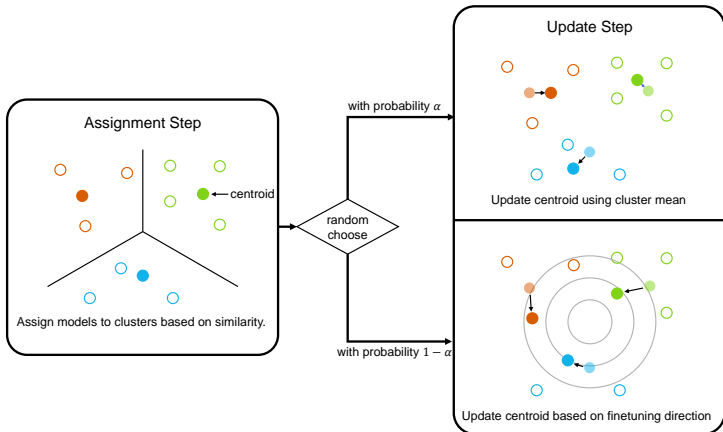 Assignment Step
centroid
Assign models to clusters based on similarity.
random
choose
with probability α
with probability 1 − α
Update Step
Update centroid using cluster mean
Update centroid based on finetuning direction